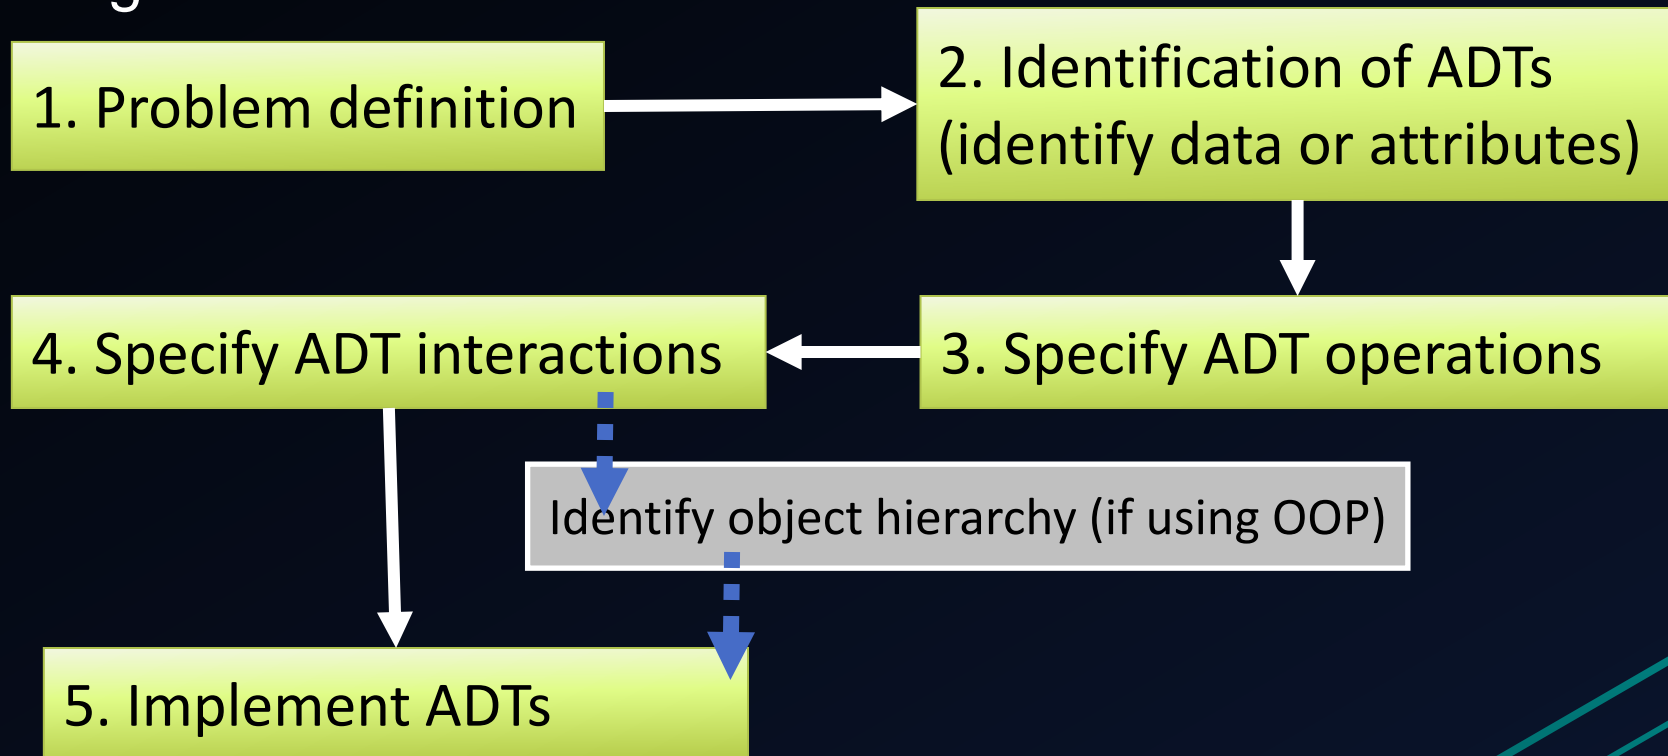 1. Problem definition
2. Identification of ADTs
(identify data or attributes)
3. Specify ADT operations
4. Specify ADT interactions
Identify object hierarchy (if using OOP)
5. Implement ADTs